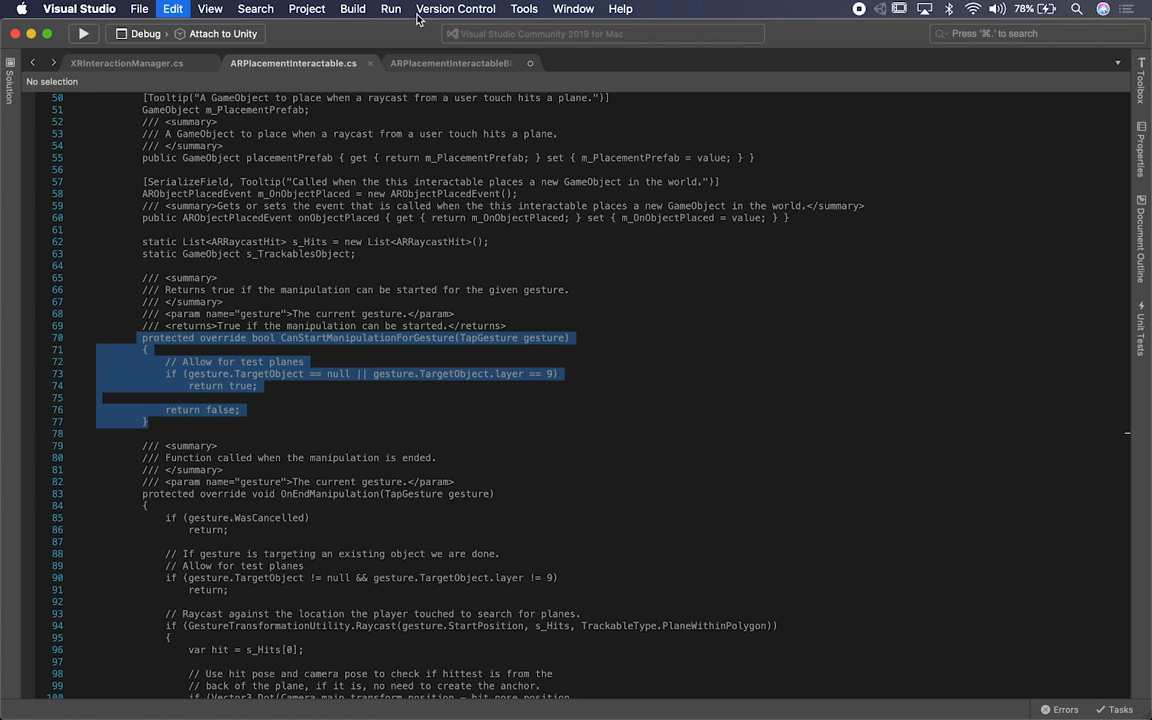 Visual Studio File Edit View Search Project Build Run Version Control Tools Window Help 78%
Debug › Attach to Unity
Visual Studio Community 2019 for Mac
Press '⌘.' to search
XRInteractionManager.cs
ARPlacementInteractable.cs ×
ARPlacementInteractableBl
Solution
No selection
50 [Tooltip("A GameObject to place when a raycast from a user touch hits a plane.")]
51 GameObject m_PlacementPrefab;
52 /// <summary>
53 /// A GameObject to place when a raycast from a user touch hits a plane.
54 /// </summary>
55 public GameObject placementPrefab { get { return m_PlacementPrefab; } set { m_PlacementPrefab = value; } }
56
57 [SerializeField, Tooltip("Called when the this interactable places a new GameObject in the world.")]
58 ARObjectPlacedEvent m_OnObjectPlaced = new ARObjectPlacedEvent();
59 /// <summary>Gets or sets the event that is called when the this interactable places a new GameObject in the world.</summary>
60 public ARObjectPlacedEvent onObjectPlaced { get { return m_OnObjectPlaced; } set { m_OnObjectPlaced = value; } }
61
62 static List<ARRaycastHit> s_Hits = new List<ARRaycastHit>();
63 static GameObject s_TrackablesObject;
64
65 /// <summary>
66 /// Returns true if the manipulation can be started for the given gesture.
67 /// </summary>
68 /// <param name="gesture">The current gesture.</param>
69 /// <returns>True if the manipulation can be started.</returns>
70 protected override bool CanStartManipulationForGesture(TapGesture gesture)
71 {
72 // Allow for test planes
73 if (gesture.TargetObject == null || gesture.TargetObject.layer == 9)
74 return true;
75
76 return false;
77 }
78
79 /// <summary>
80 /// Function called when the manipulation is ended.
81 /// </summary>
82 /// <param name="gesture">The current gesture.</param>
83 protected override void OnEndManipulation(TapGesture gesture)
84 {
85 if (gesture.WasCancelled)
86 return;
87
88 // If gesture is targeting an existing object we are done.
89 // Allow for test planes
90 if (gesture.TargetObject != null && gesture.TargetObject.layer != 9)
91 return;
92
93 // Raycast against the location the player touched to search for planes.
94 if (GestureTransformationUtility.Raycast(gesture.StartPosition, s_Hits, TrackableType.PlaneWithinPolygon))
95 {
96 var hit = s_Hits[0];
97
98 // Use hit pose and camera pose to check if hittest is from the
99 // back of the plane, if it is, no need to create the anchor.
100 if (Vector3.Dot(Camera.main.transform.position - hit.pose.position,
Toolbox
Properties
Document Outline
Unit Tests
Errors
Tasks